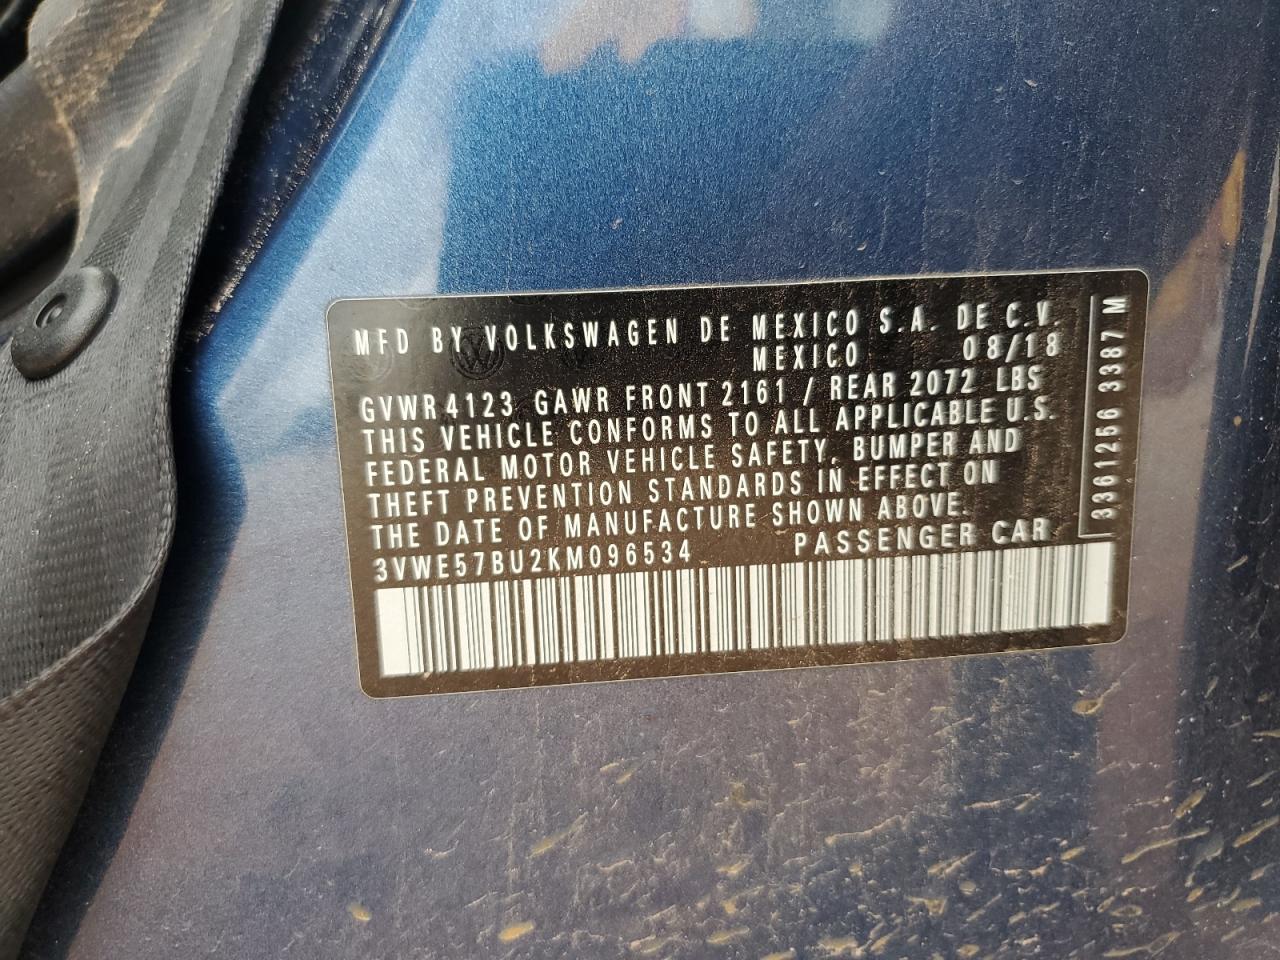 MFD BY VOLKSWAGEN DE MEXICO S.A. DE C.V.
MEXICO 08/18
GVWR 4123 GAWR FRONT 2161 / REAR 2072 LBS
THIS VEHICLE CONFORMS TO ALL APPLICABLE U.S.
FEDERAL MOTOR VEHICLE SAFETY, BUMPER AND
THEFT PREVENTION STANDARDS IN EFFECT ON
THE DATE OF MANUFACTURE SHOWN ABOVE.
3VWE57BU2KM096534 PASSENGER CAR
3361256 3387 M